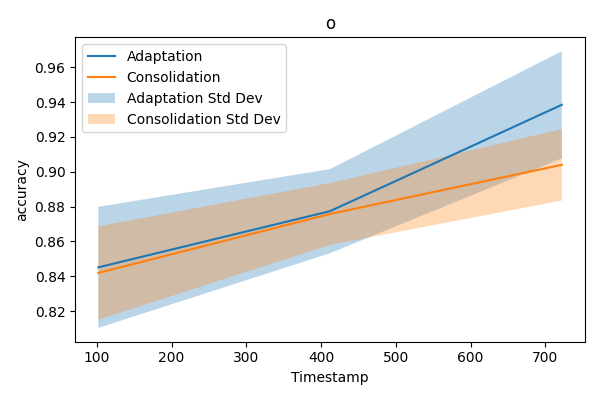 o
Adaptation
Consolidation
Adaptation Std Dev
Consolidation Std Dev
accuracy
0.96
0.94
0.92
0.90
0.88
0.86
0.84
0.82
100 200 300 400 500 600 700
Timestamp